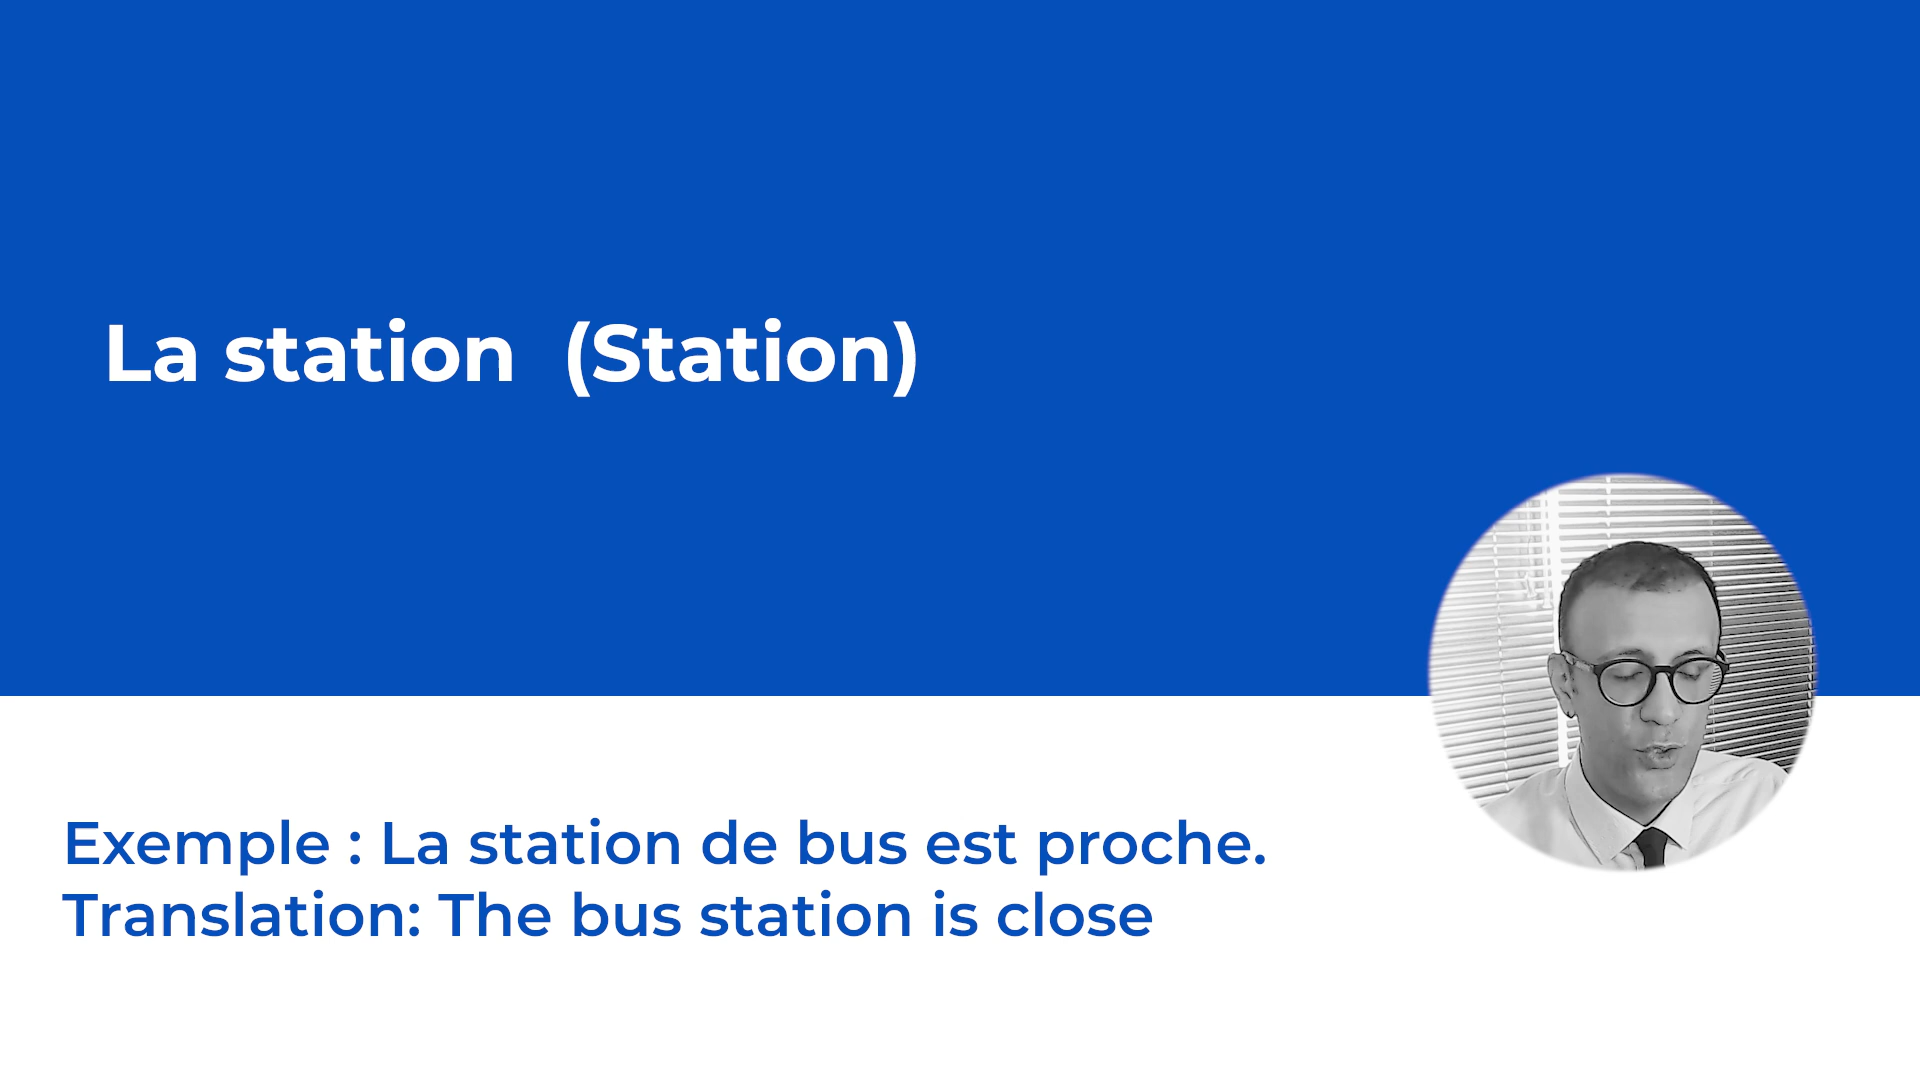 La station  (Station)
Exemple : La station de bus est proche.
Translation: The bus station is close